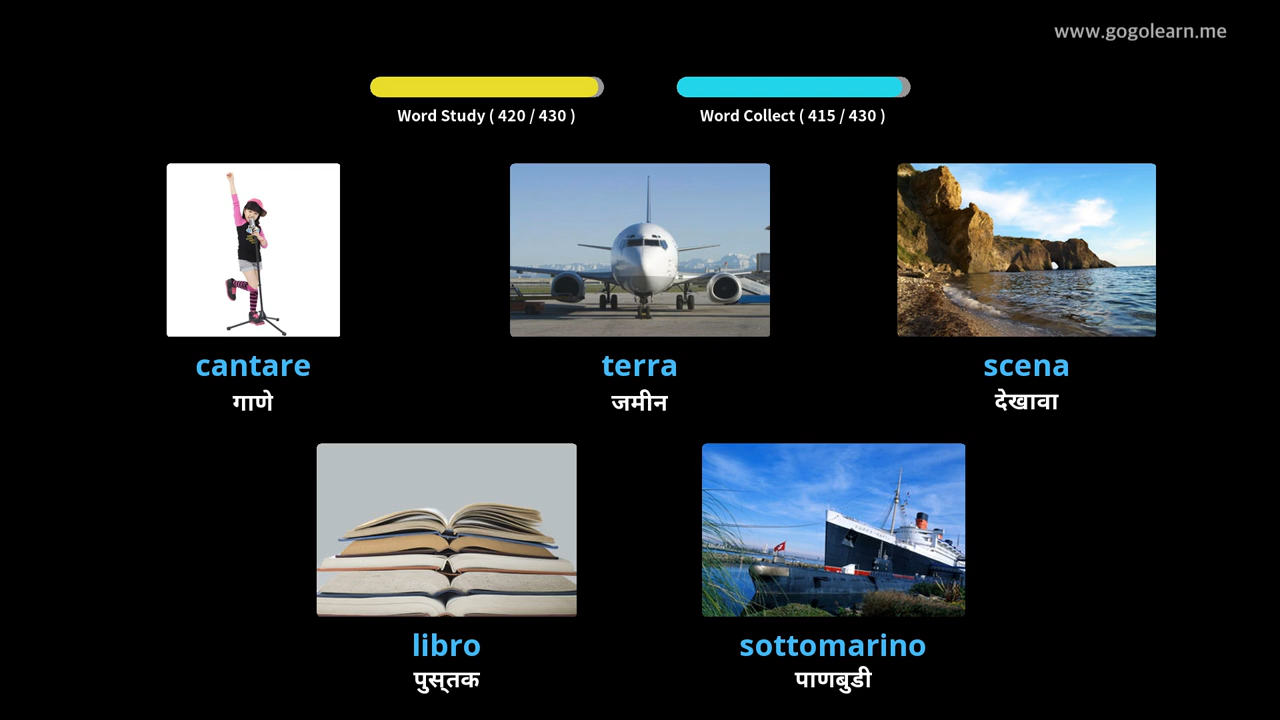 www.gogolearn.me
Word Study ( 420 / 430 )
Word Collect ( 415 / 430 )
cantare
terra
scena
गाणे
जमीन
देखावा
libro
sottomarino
पुस्तक
पाणबुडी